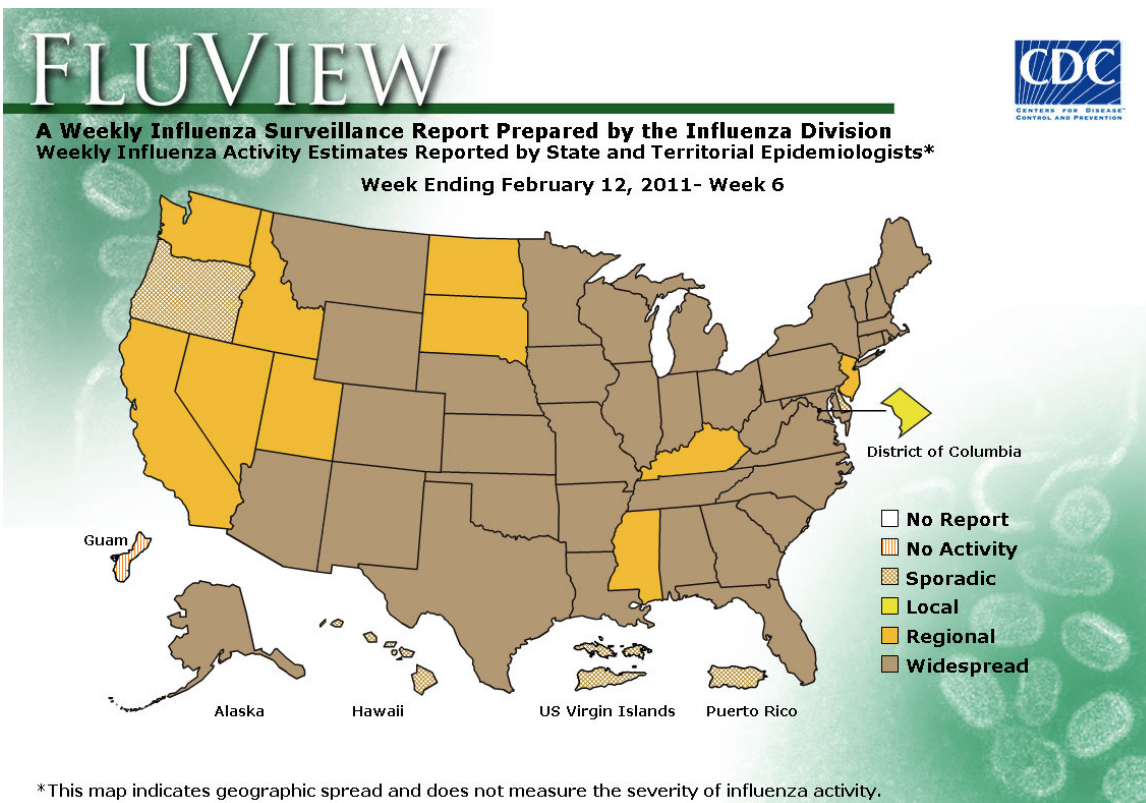 FLUVIEW
CDC
CENTERS FOR DISEASE™
CONTROL AND PREVENTION
A Weekly Influenza Surveillance Report Prepared by the Influenza Division
Weekly Influenza Activity Estimates Reported by State and Territorial Epidemiologists*
Week Ending February 12, 2011- Week 6
District of Columbia
No Report
Guam
No Activity
Sporadic
Local
Regional
Widespread
Alaska
Hawaii
US Virgin Islands
Puerto Rico
*This map indicates geographic spread and does not measure the severity of influenza activity.